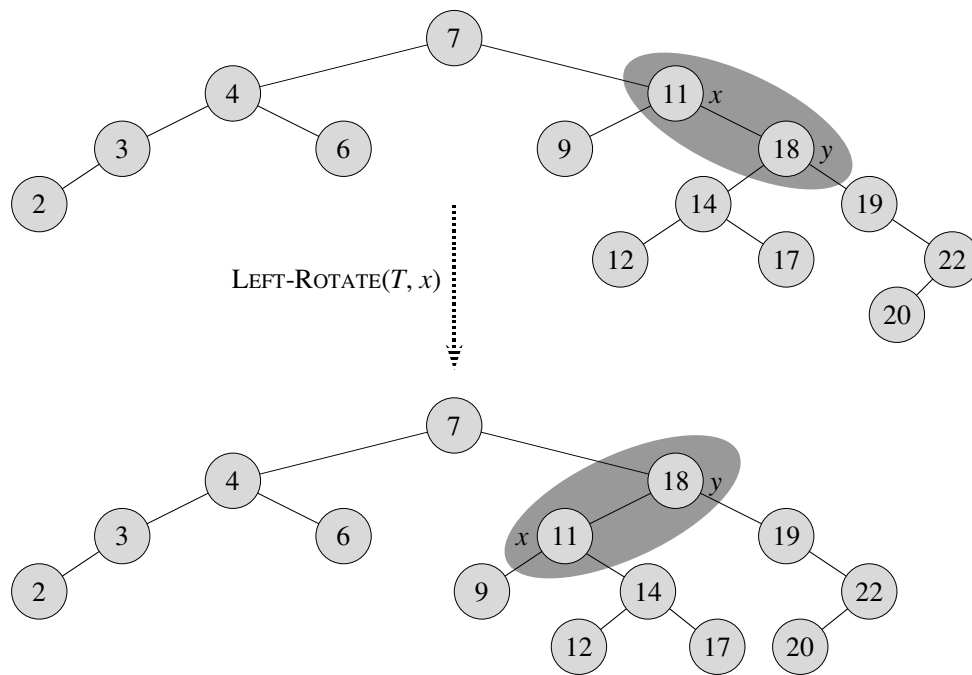 7
4 11 x
3 6 9 18 y
2 14 19
12 17 22
LEFT-ROTATE(T, x)
20
7
4 18 y
3 6 x 11 19
2 9 14 22
12 17 20